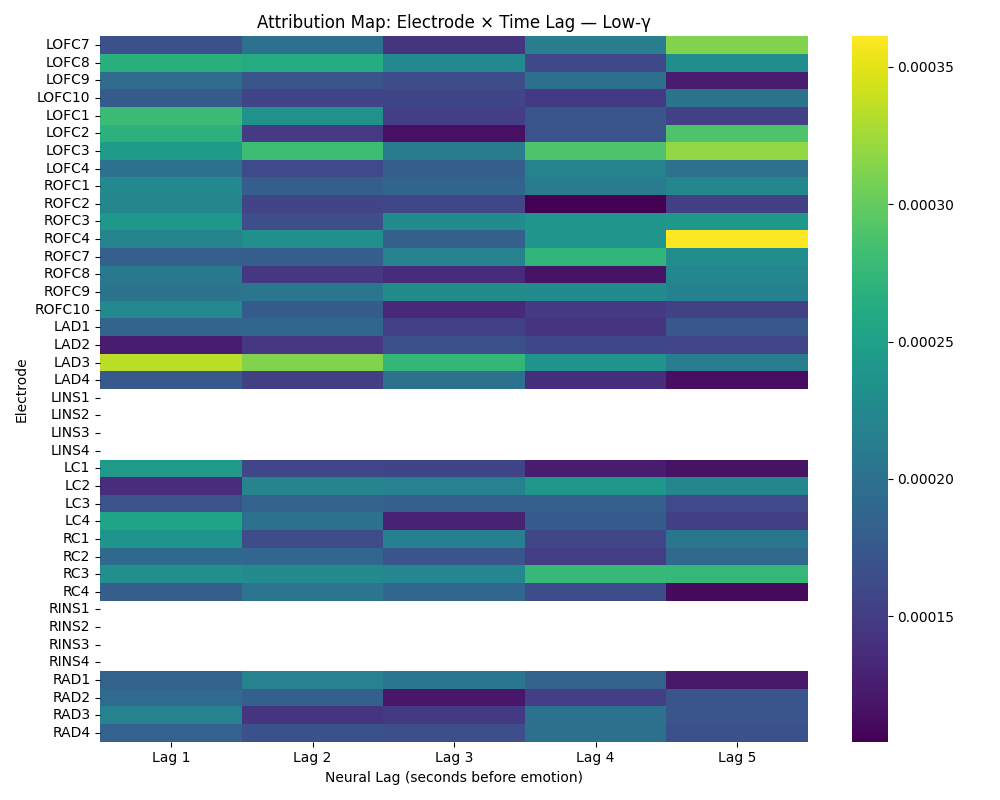 Attribution Map: Electrode × Time Lag — Low-γ
Electrode
LOFC7
LOFC8
LOFC9
LOFC10
LOFC1
LOFC2
LOFC3
LOFC4
ROFC1
ROFC2
ROFC3
ROFC4
ROFC7
ROFC8
ROFC9
ROFC10
LAD1
LAD2
LAD3
LAD4
LINS1
LINS2
LINS3
LINS4
LC1
LC2
LC3
LC4
RC1
RC2
RC3
RC4
RINS1
RINS2
RINS3
RINS4
RAD1
RAD2
RAD3
RAD4
Lag 1 Lag 2 Lag 3 Lag 4 Lag 5
Neural Lag (seconds before emotion)
0.00035
0.00030
0.00025
0.00020
0.00015